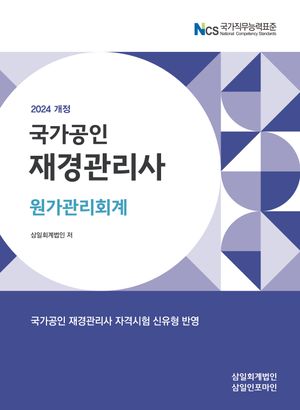 NCS 국가직무능력표준
National Competency Standards
2024 개정
국가공인
재경관리사
원가관리회계
삼일회계법인 저
국가공인 재경관리사 자격시험 신유형 반영
삼일회계법인
삼일인포마인